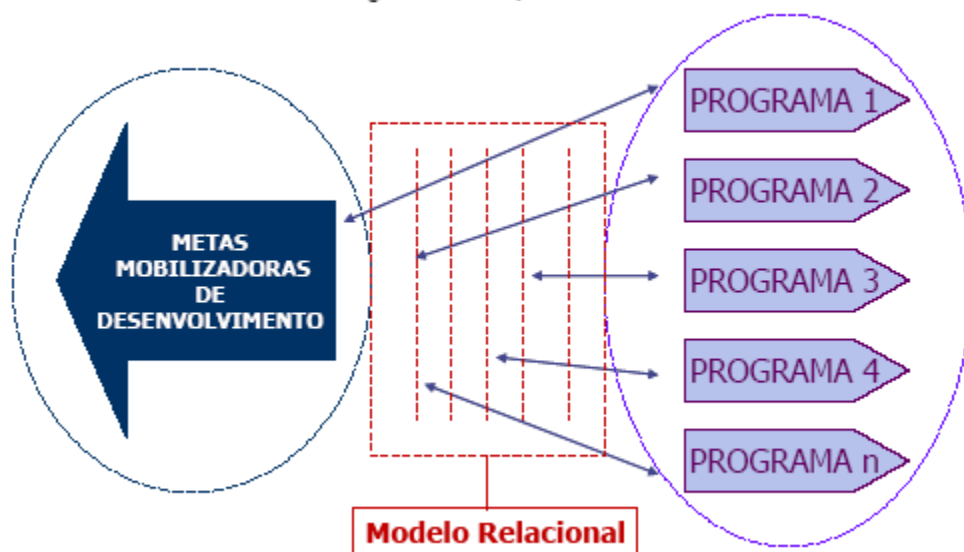 METAS
MOBILIZADORAS
DE
DESENVOLVIMENTO
PROGRAMA 1
PROGRAMA 2
PROGRAMA 3
PROGRAMA 4
PROGRAMA n
Modelo Relacional